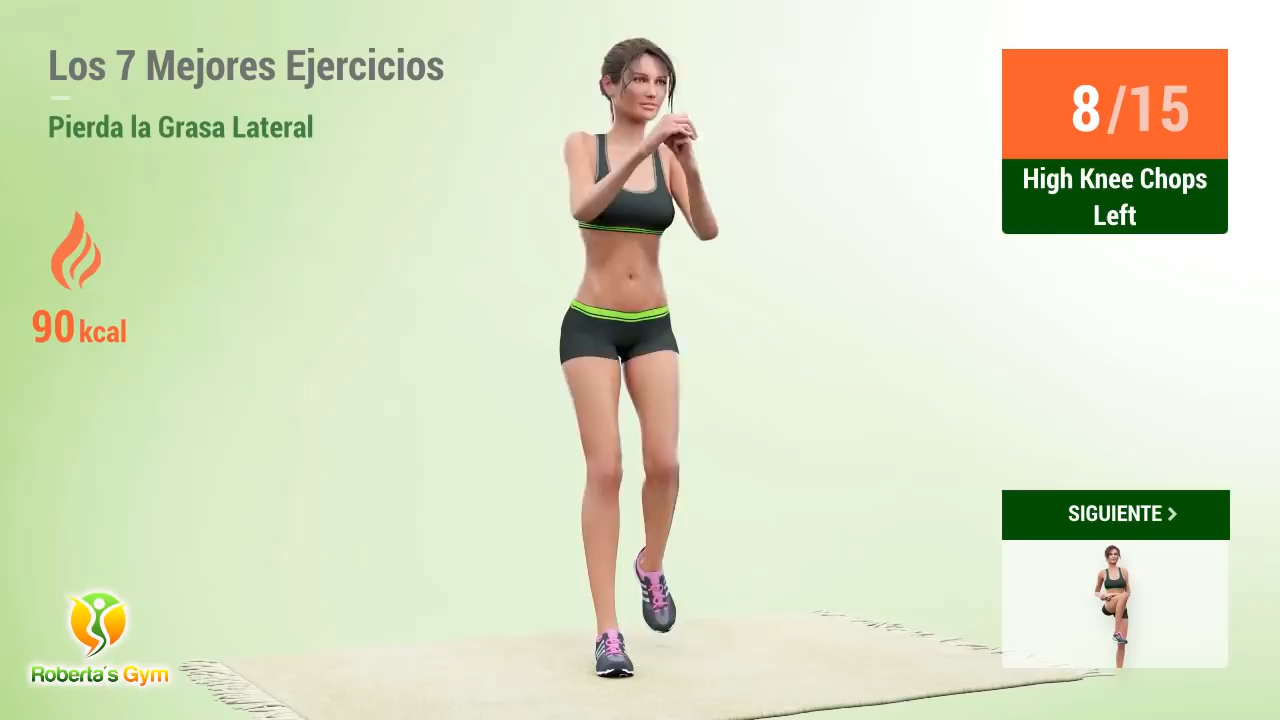 Los 7 Mejores Ejercicios
Pierda la Grasa Lateral
8/15
High Knee Chops
Left
90 kcal
SIGUIENTE >
Roberta´s Gym